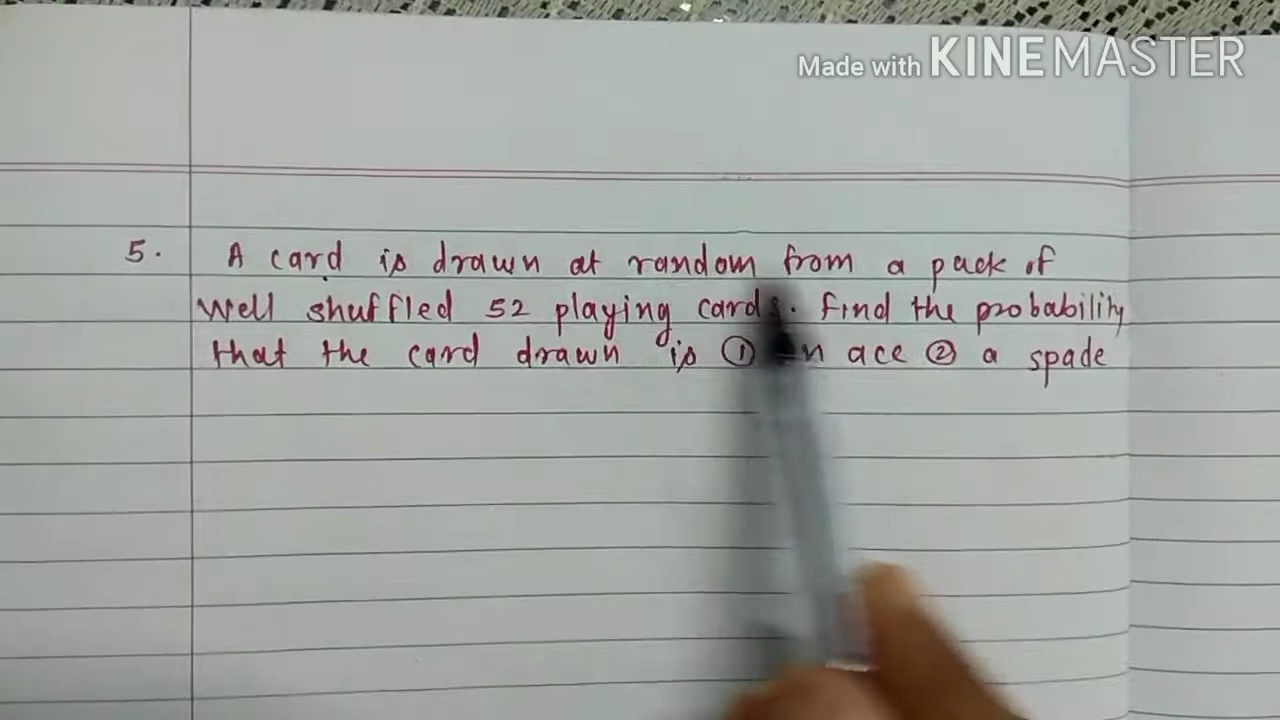 Made with KINEMASTER
5. A card is drawn at random from a pack of
Well shuffled 52 playing cards. Find the probability
that the card drawn is ① an ace ② a spade